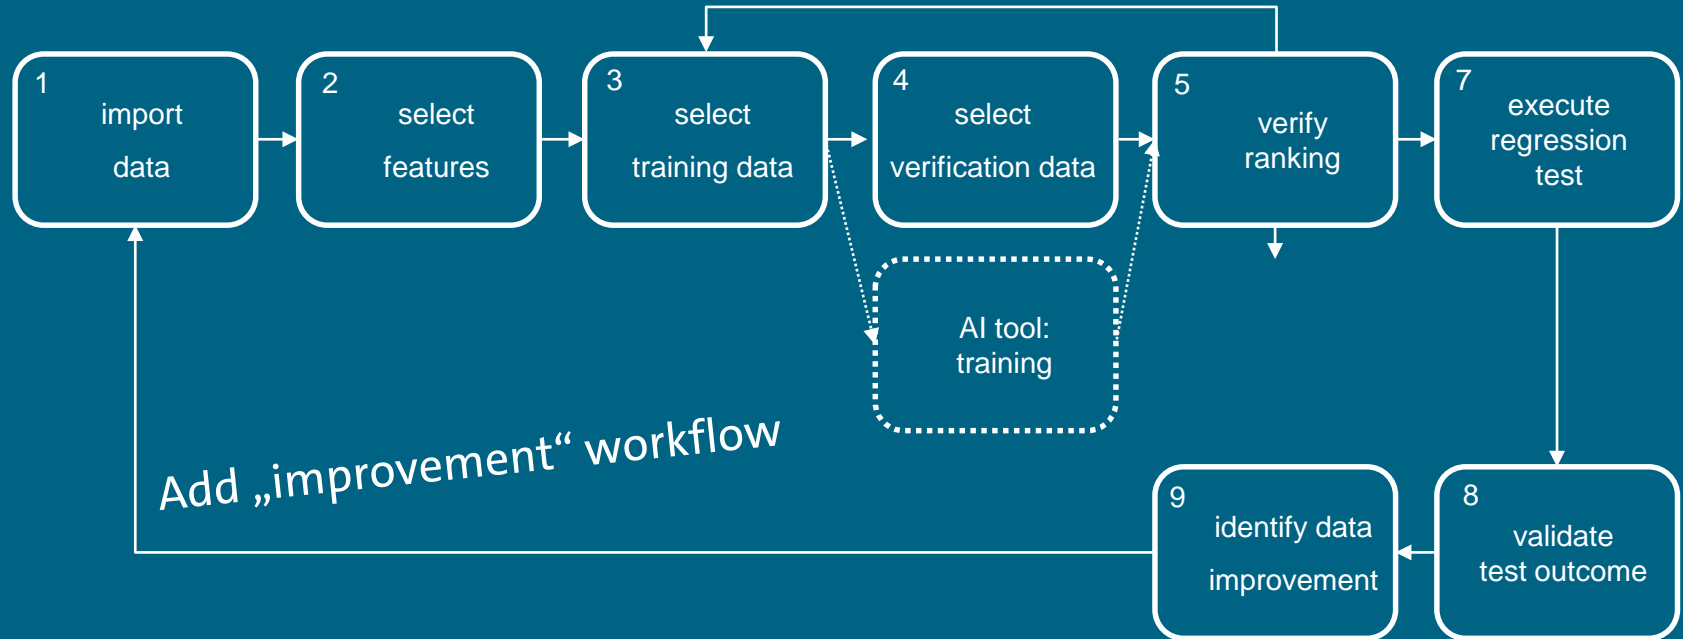 1
import
data
2
select
features
3
select
training data
4
select
verification data
5
verify
ranking
7
execute
regression
test
AI tool:
training
Add „improvement“ workflow
9
identify data
improvement
8
validate
test outcome